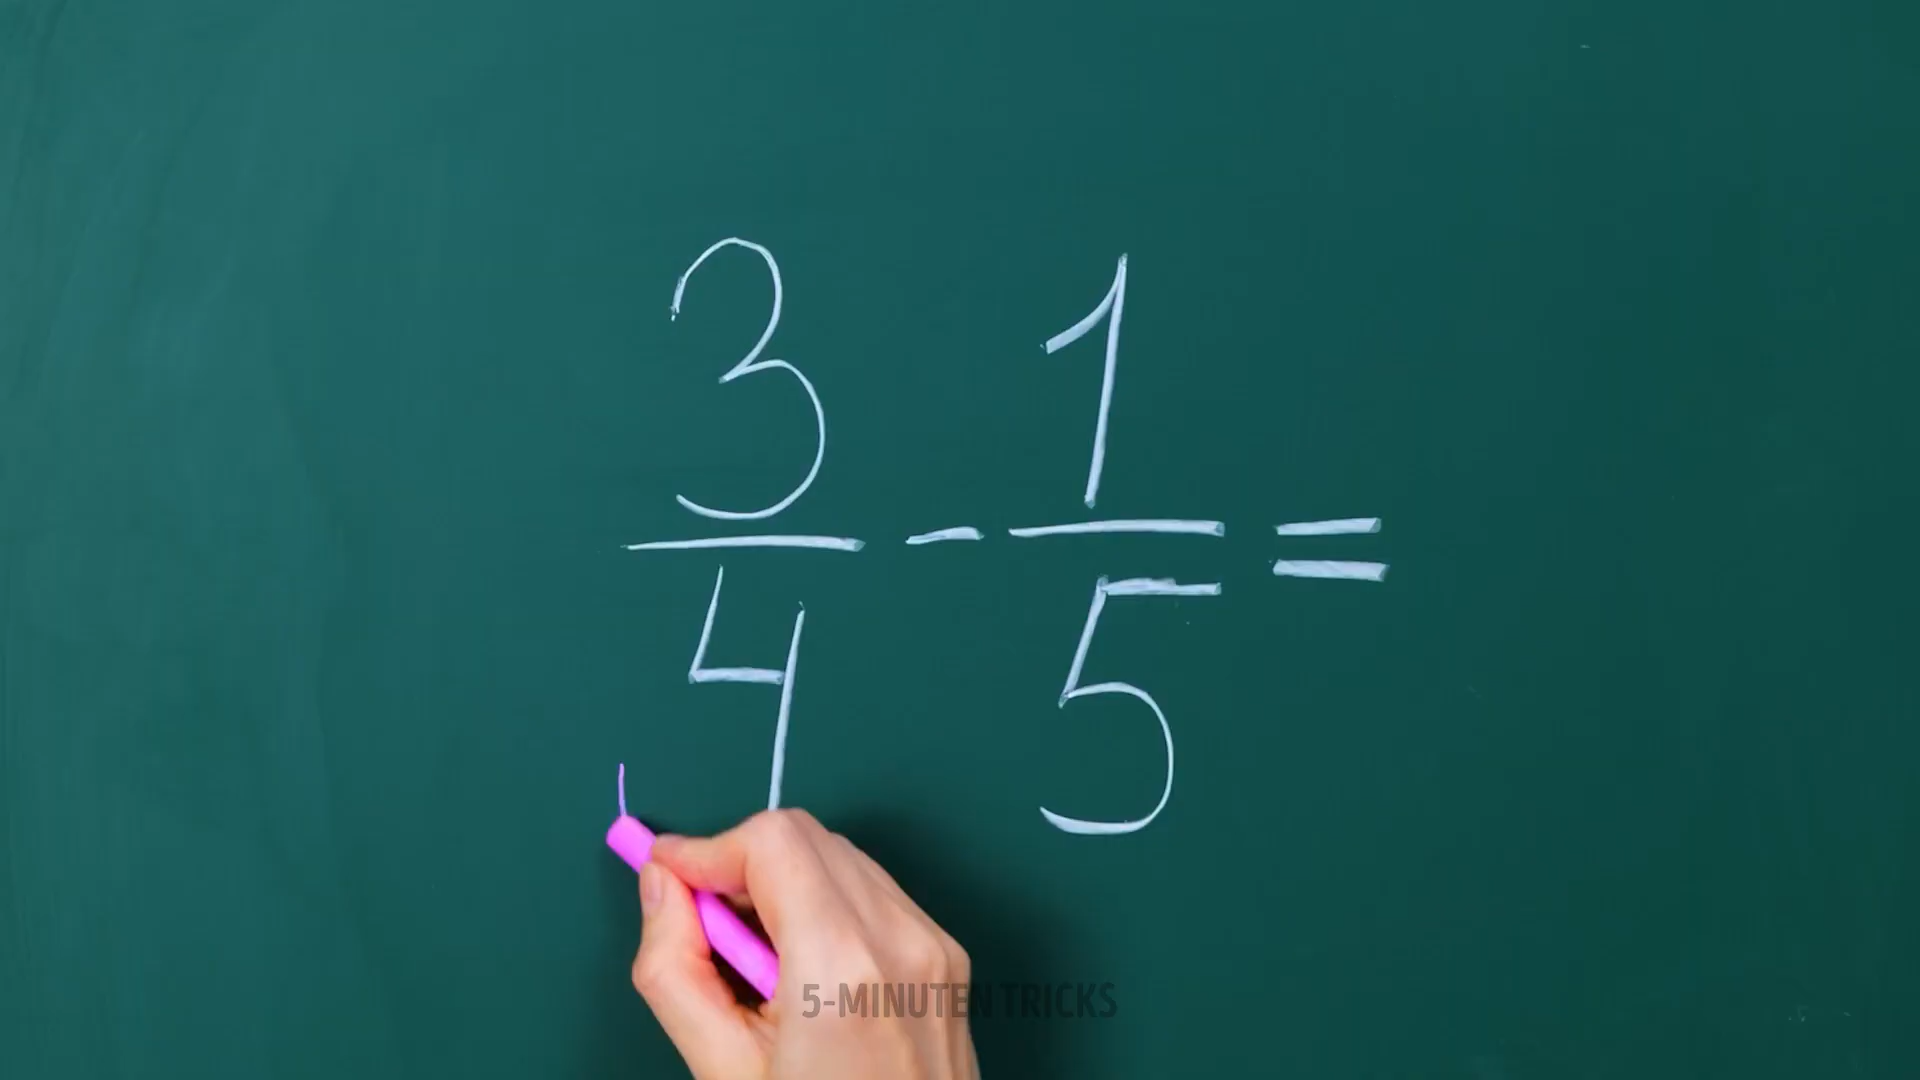 3/4 - 1/5 =
5-MINUTEN TRICKS